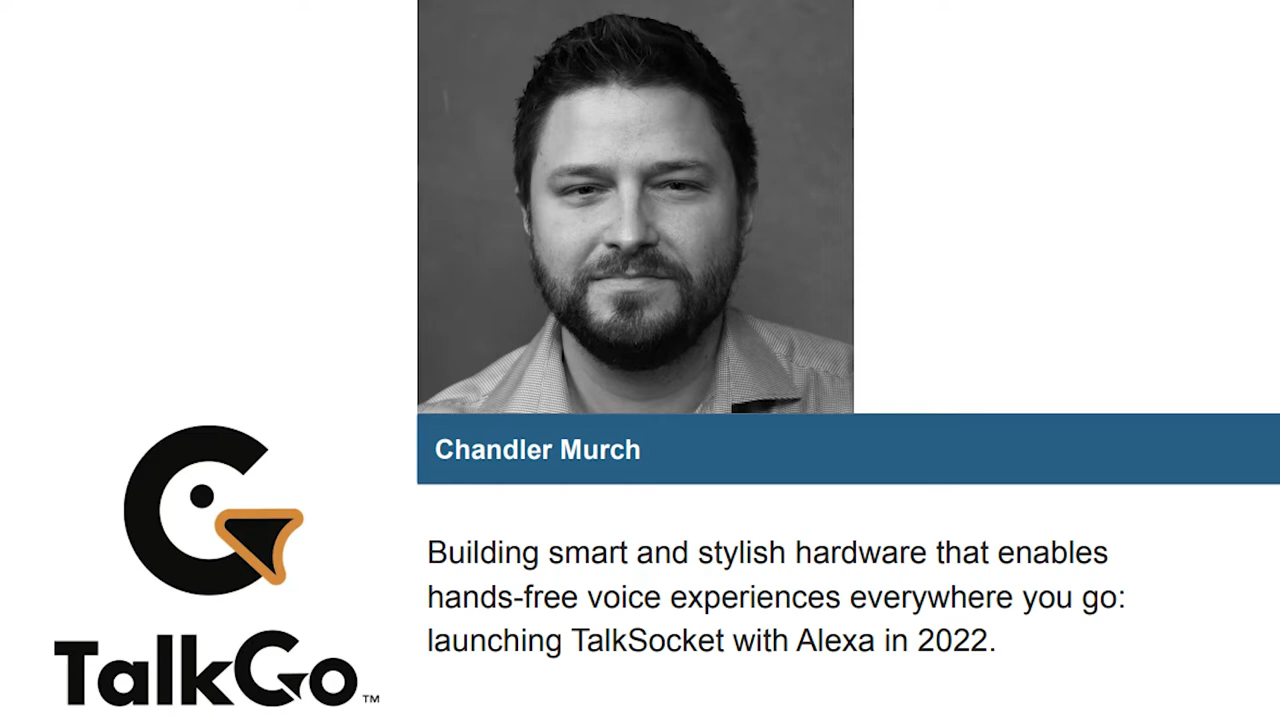 Chandler Murch
Building smart and stylish hardware that enables
hands-free voice experiences everywhere you go:
launching TalkSocket with Alexa in 2022.
TalkGo™